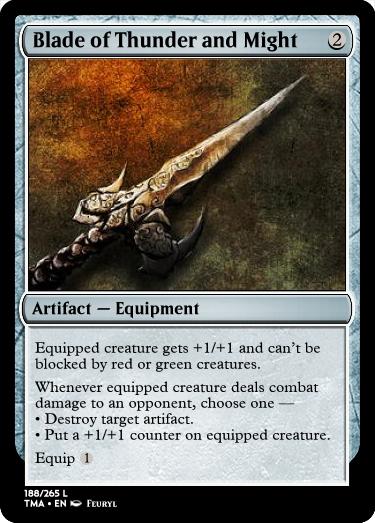 Blade of Thunder and Might 2
Artifact — Equipment
Equipped creature gets +1/+1 and can't be
blocked by red or green creatures.
Whenever equipped creature deals combat
damage to an opponent, choose one —
• Destroy target artifact.
• Put a +1/+1 counter on equipped creature.
Equip 1
188/265 L
TMA • EN Feuryl